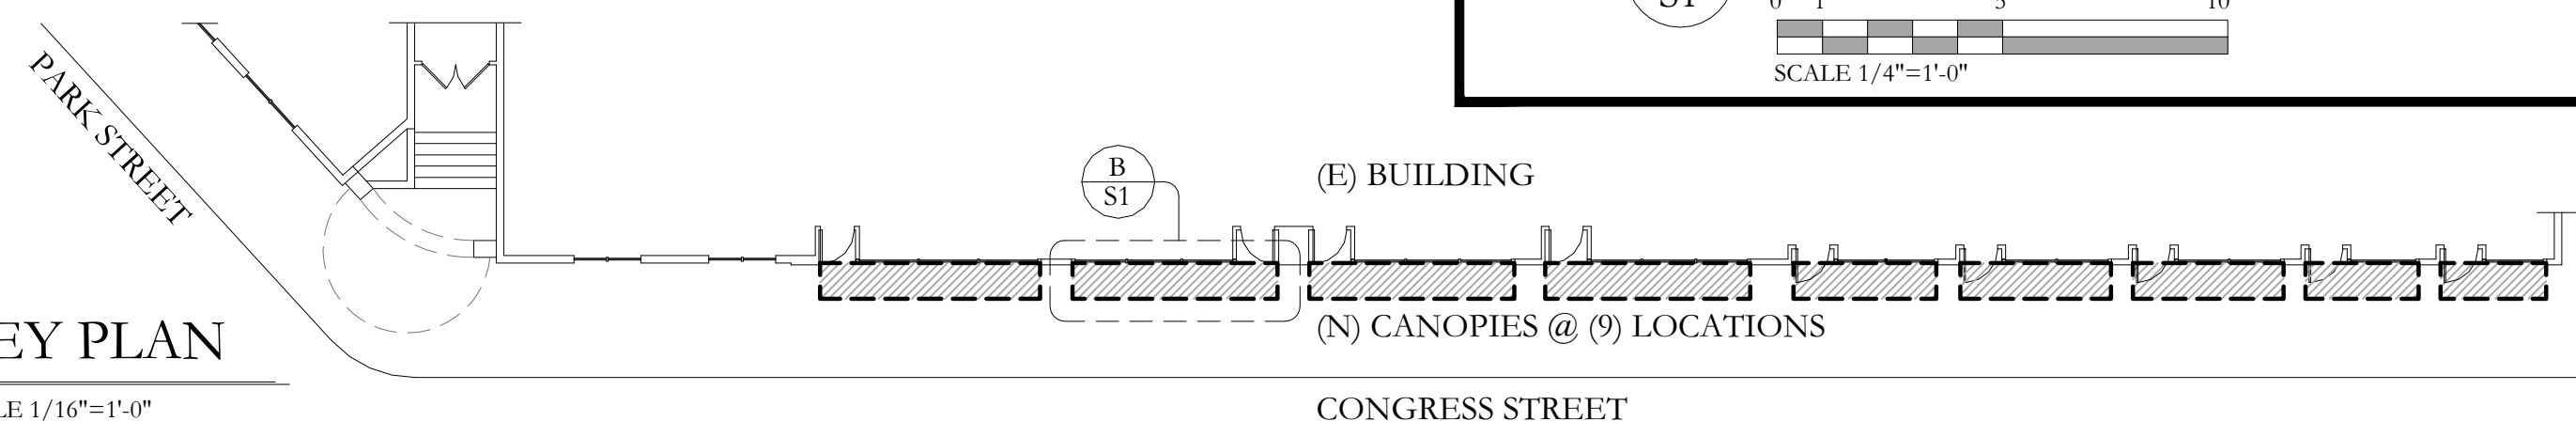 S1
0 1 5 10
SCALE 1/4"=1'-0"
PARK STREET
B
S1
(E) BUILDING
(N) CANOPIES @ (9) LOCATIONS
EY PLAN
LE 1/16"=1'-0"
CONGRESS STREET